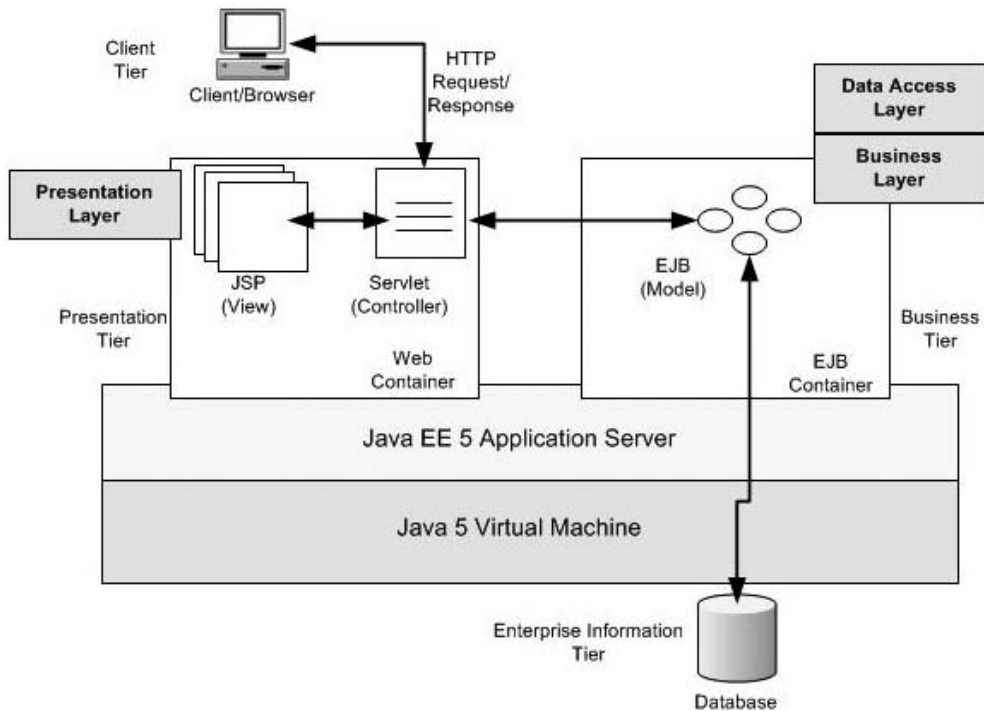 Client
Tier
Client/Browser
HTTP
Request/
Response
Data Access
Layer
Business
Layer
Presentation
Layer
JSP
(View)
Servlet
(Controller)
EJB
(Model)
Presentation
Tier
Business
Tier
Web
Container
EJB
Container
Java EE 5 Application Server
Java 5 Virtual Machine
Enterprise Information
Tier
Database